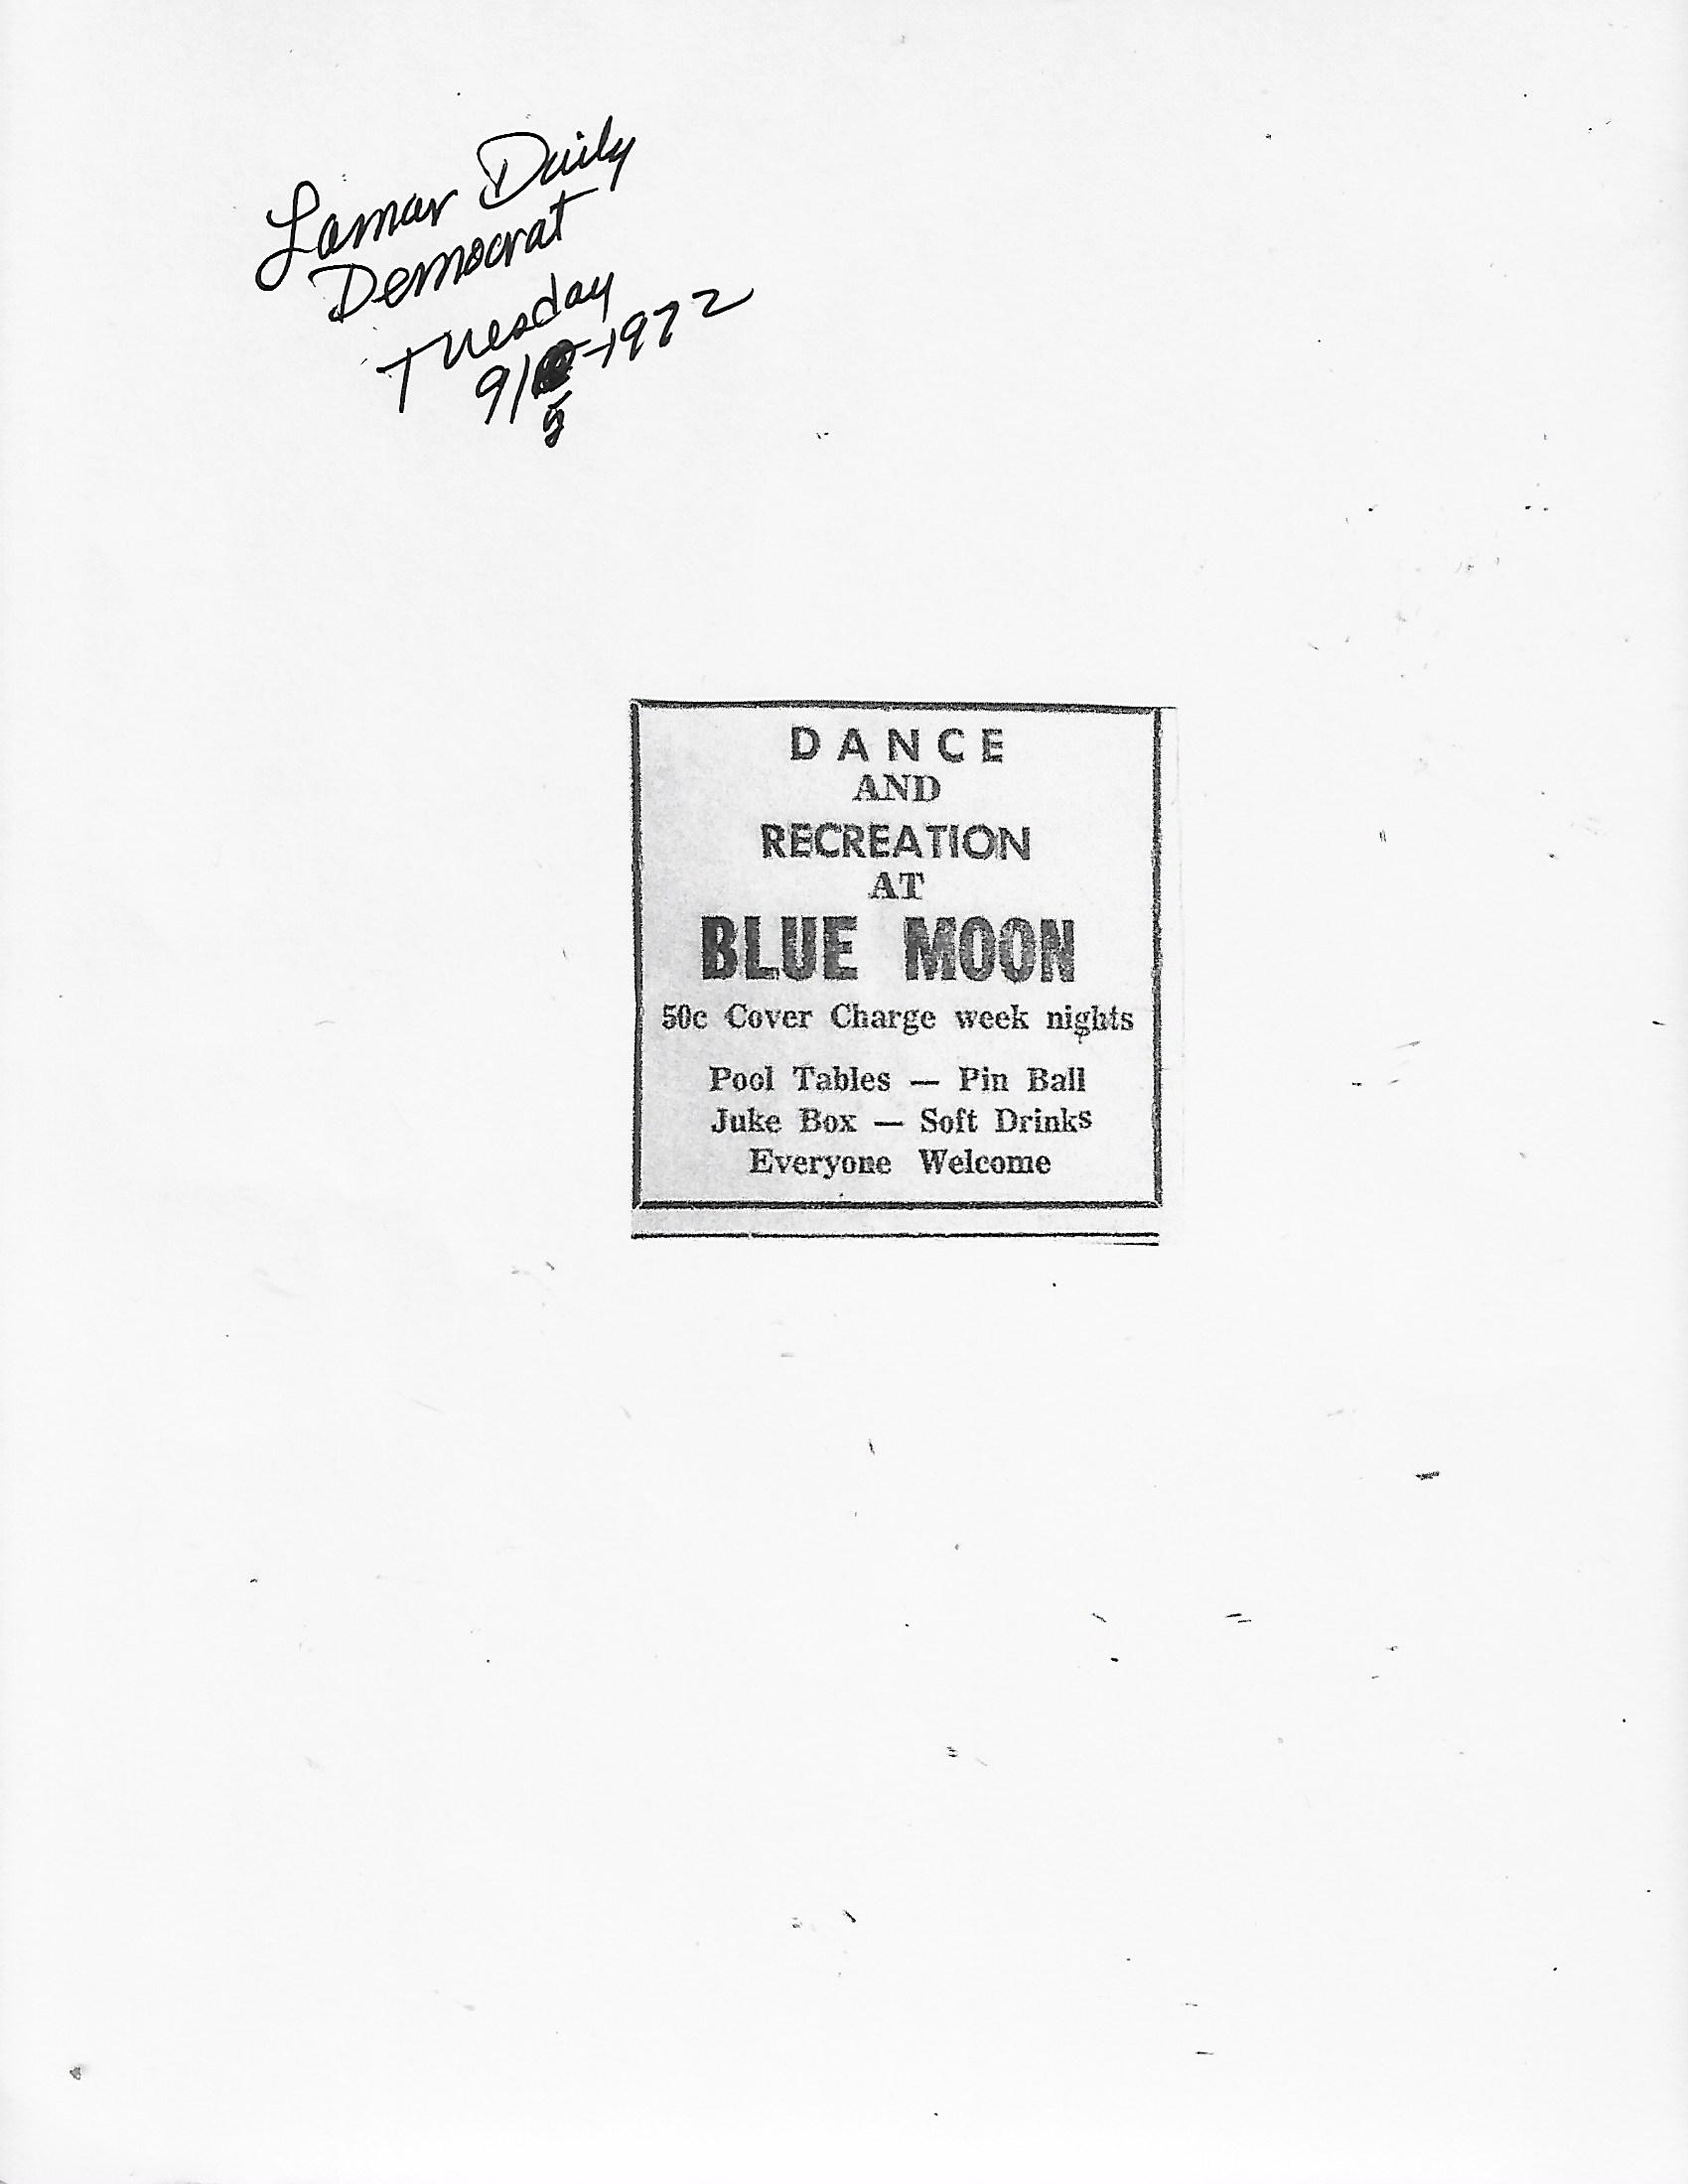 Lamar Daily
Democrat
Tuesday
9/ -1972
5
DANCE
AND
RECREATION
AT
BLUE MOON
50c Cover Charge week nights
Pool Tables — Pin Ball
Juke Box — Soft Drinks
Everyone Welcome